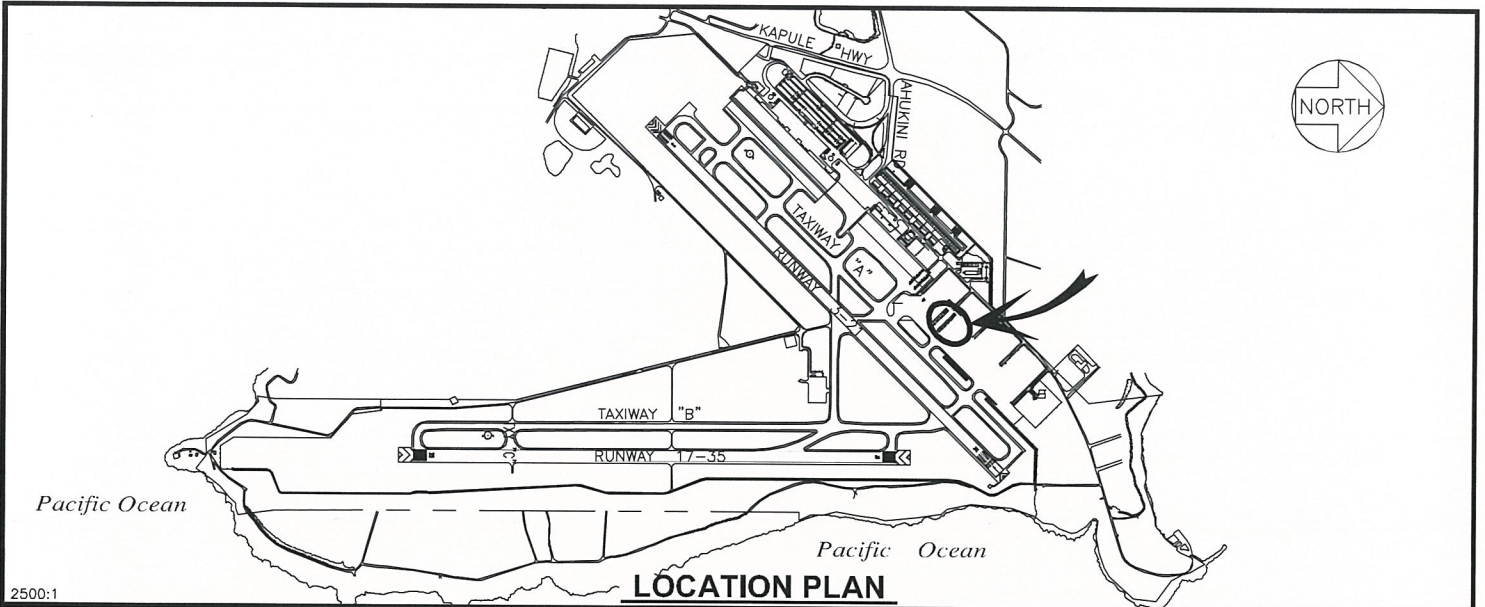 KAPULE HWY
AHUKINI RD
NORTH
TAXIWAY "A"
RUNWAY
TAXIWAY "B"
RUNWAY 17-35
Pacific Ocean
Pacific Ocean
LOCATION PLAN
2500:1